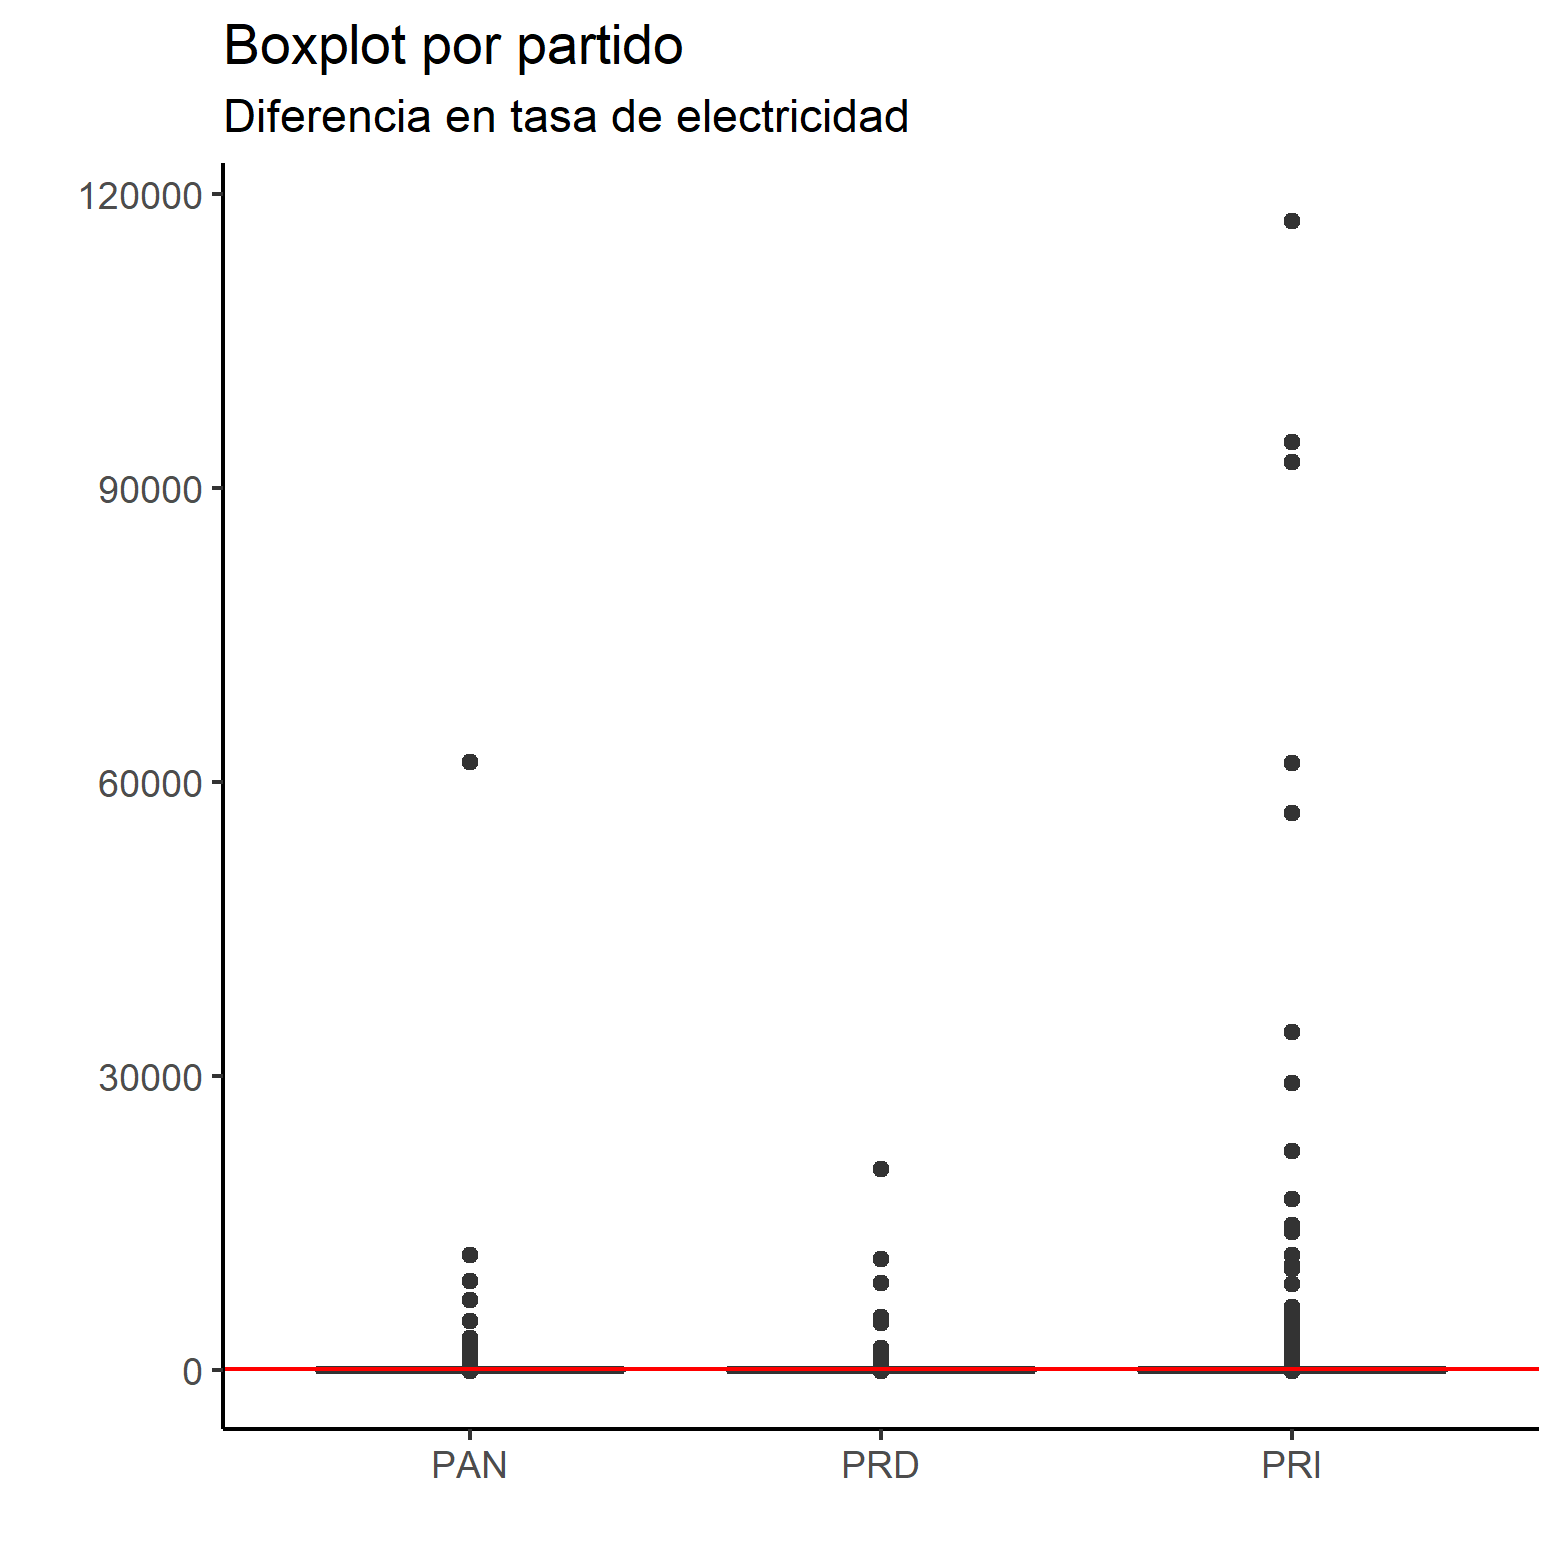 Boxplot por partido
Diferencia en tasa de electricidad
120000
90000
60000
30000
0
PAN PRD PRI